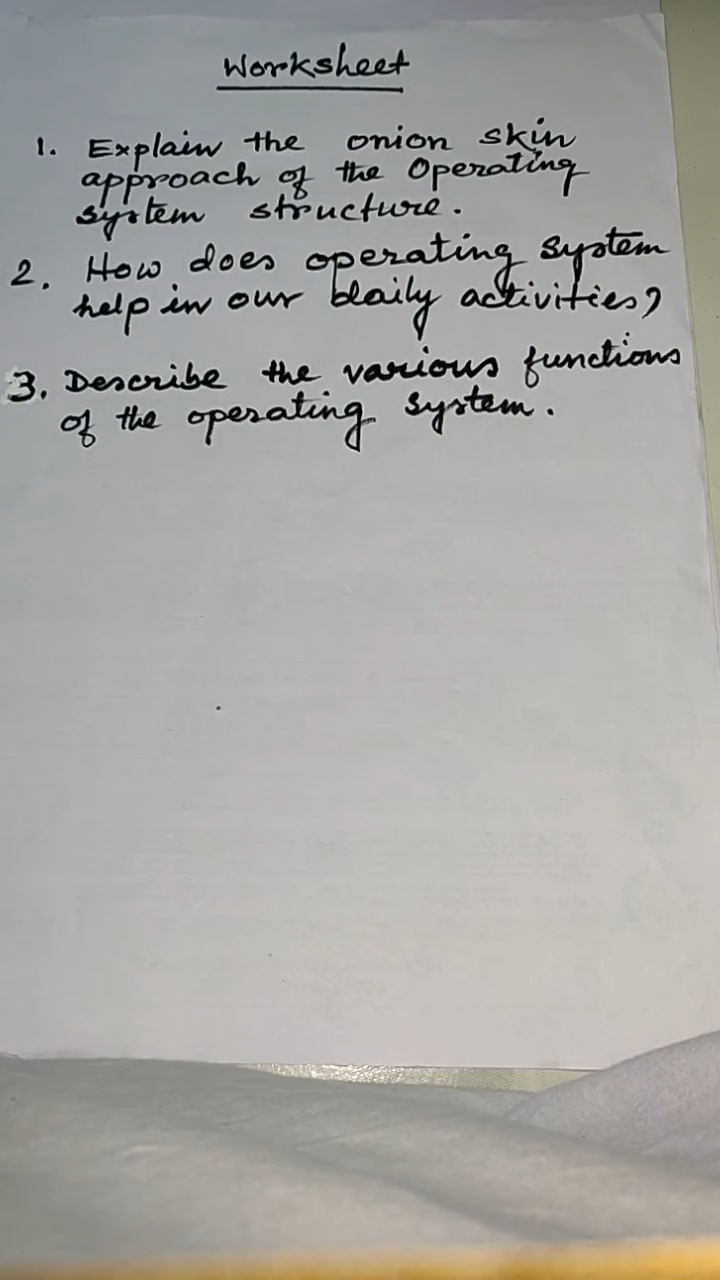 Worksheet
1. Explain the onion skin
approach of the Operating
system structure.
2. How does operating system
help in our daily activities?
3. Describe the various functions
of the operating system.